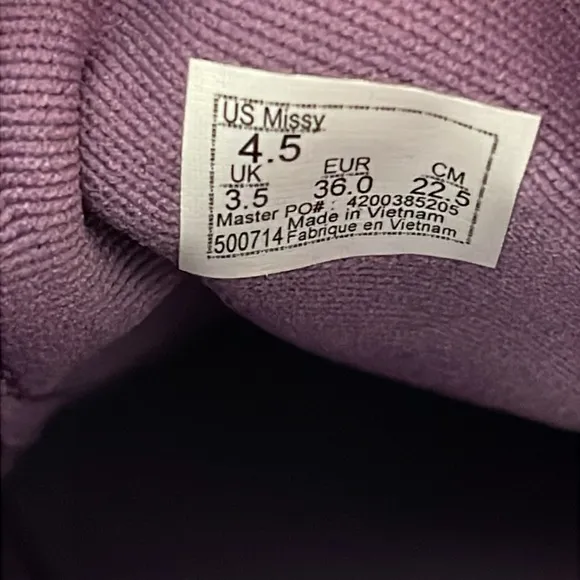 US Missy
4.5
UK EUR CM
3.5 36.0 22.5
Master PO# : 4200385205
Made in Vietnam
500714 Fabrique en Vietnam